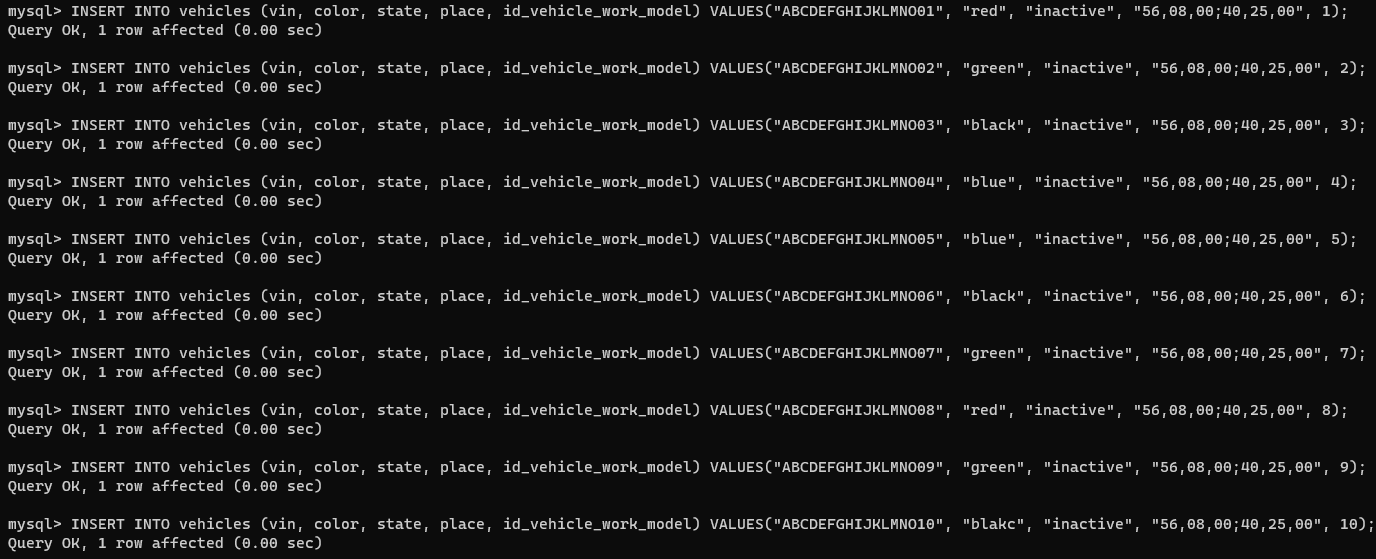 mysql> INSERT INTO vehicles (vin, color, state, place, id_vehicle_work_model) VALUES("ABCDEFGHIJKLMNO01", "red", "inactive", "56,08,00;40,25,00", 1);
Query OK, 1 row affected (0.00 sec)
mysql> INSERT INTO vehicles (vin, color, state, place, id_vehicle_work_model) VALUES("ABCDEFGHIJKLMNO02", "green", "inactive", "56,08,00;40,25,00", 2);
Query OK, 1 row affected (0.00 sec)
mysql> INSERT INTO vehicles (vin, color, state, place, id_vehicle_work_model) VALUES("ABCDEFGHIJKLMNO03", "black", "inactive", "56,08,00;40,25,00", 3);
Query OK, 1 row affected (0.00 sec)
mysql> INSERT INTO vehicles (vin, color, state, place, id_vehicle_work_model) VALUES("ABCDEFGHIJKLMNO04", "blue", "inactive", "56,08,00;40,25,00", 4);
Query OK, 1 row affected (0.00 sec)
mysql> INSERT INTO vehicles (vin, color, state, place, id_vehicle_work_model) VALUES("ABCDEFGHIJKLMNO05", "blue", "inactive", "56,08,00;40,25,00", 5);
Query OK, 1 row affected (0.00 sec)
mysql> INSERT INTO vehicles (vin, color, state, place, id_vehicle_work_model) VALUES("ABCDEFGHIJKLMNO06", "black", "inactive", "56,08,00;40,25,00", 6);
Query OK, 1 row affected (0.00 sec)
mysql> INSERT INTO vehicles (vin, color, state, place, id_vehicle_work_model) VALUES("ABCDEFGHIJKLMNO07", "green", "inactive", "56,08,00;40,25,00", 7);
Query OK, 1 row affected (0.00 sec)
mysql> INSERT INTO vehicles (vin, color, state, place, id_vehicle_work_model) VALUES("ABCDEFGHIJKLMNO08", "red", "inactive", "56,08,00;40,25,00", 8);
Query OK, 1 row affected (0.00 sec)
mysql> INSERT INTO vehicles (vin, color, state, place, id_vehicle_work_model) VALUES("ABCDEFGHIJKLMNO09", "green", "inactive", "56,08,00;40,25,00", 9);
Query OK, 1 row affected (0.00 sec)
mysql> INSERT INTO vehicles (vin, color, state, place, id_vehicle_work_model) VALUES("ABCDEFGHIJKLMNO10", "blakc", "inactive", "56,08,00;40,25,00", 10);
Query OK, 1 row affected (0.00 sec)